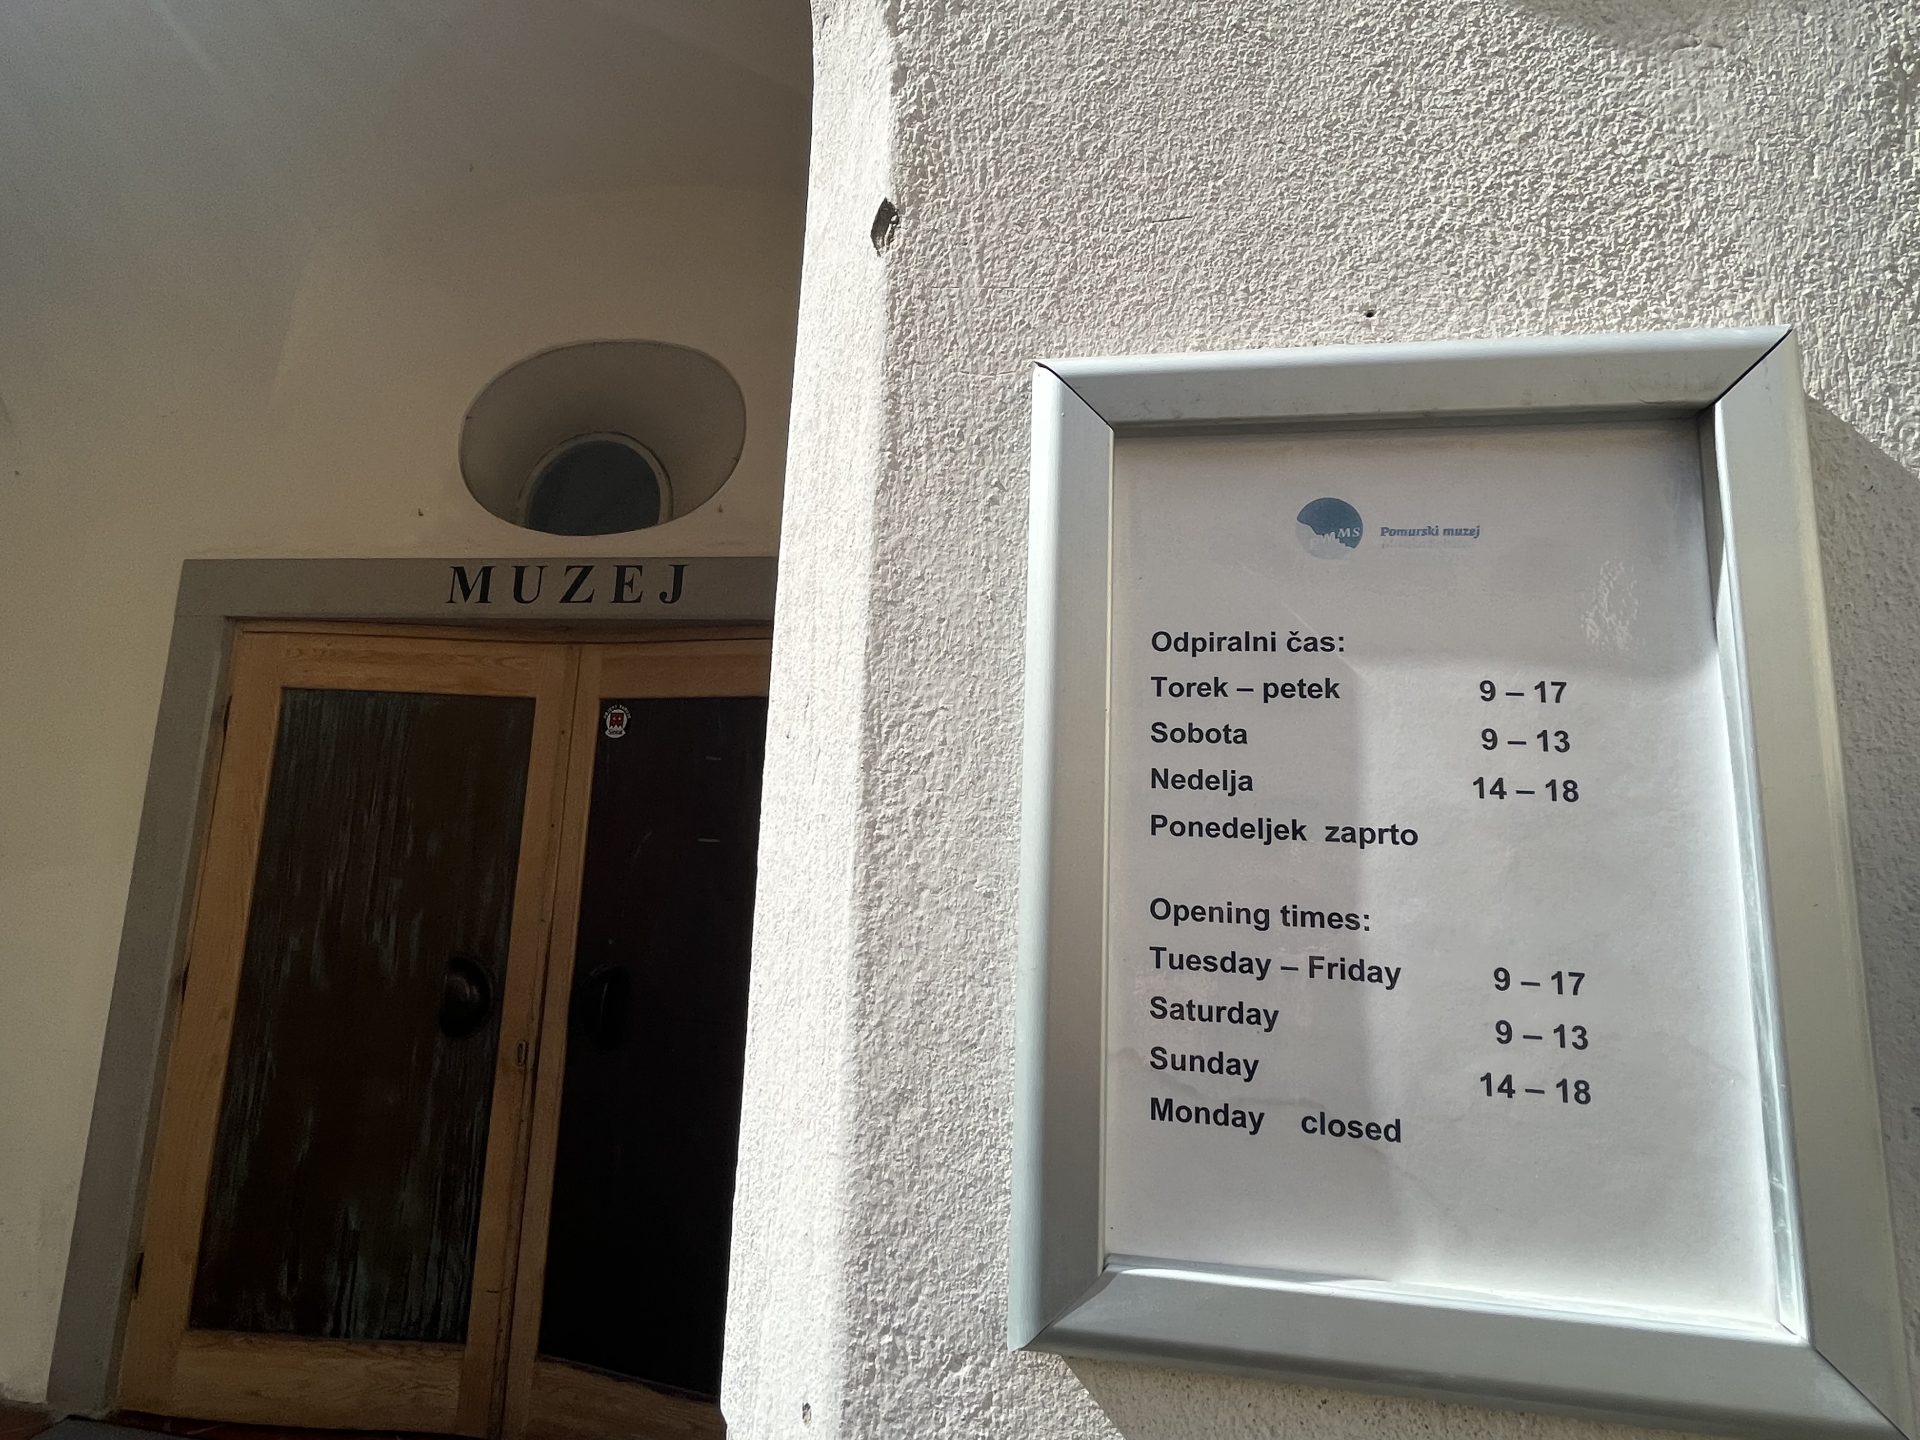 MUZEJ
MS Pomurski muzej
Odpiralni čas:
Torek – petek 9 – 17
Sobota 9 – 13
Nedelja 14 – 18
Ponedeljek zaprto
Opening times:
Tuesday – Friday 9 – 17
Saturday 9 – 13
Sunday 14 – 18
Monday closed